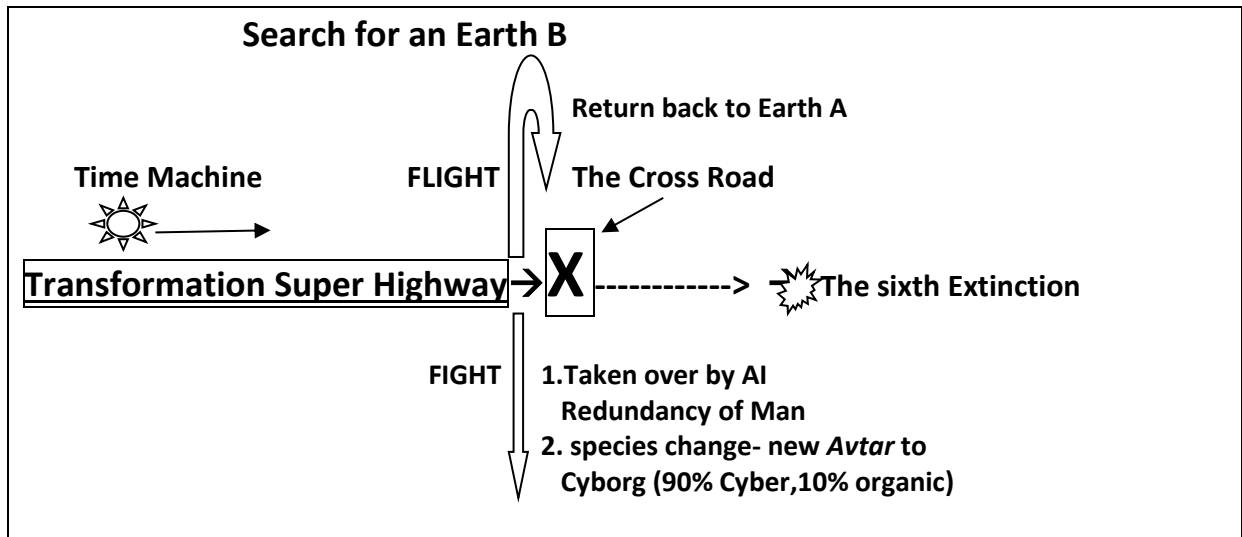 Search for an Earth B
Return back to Earth A
Time Machine
FLIGHT
The Cross Road
Transformation Super Highway→
X
------------>
The sixth Extinction
FIGHT
1.Taken over by AI
Redundancy of Man
2. species change- new Avtar to
Cyborg (90% Cyber,10% organic)